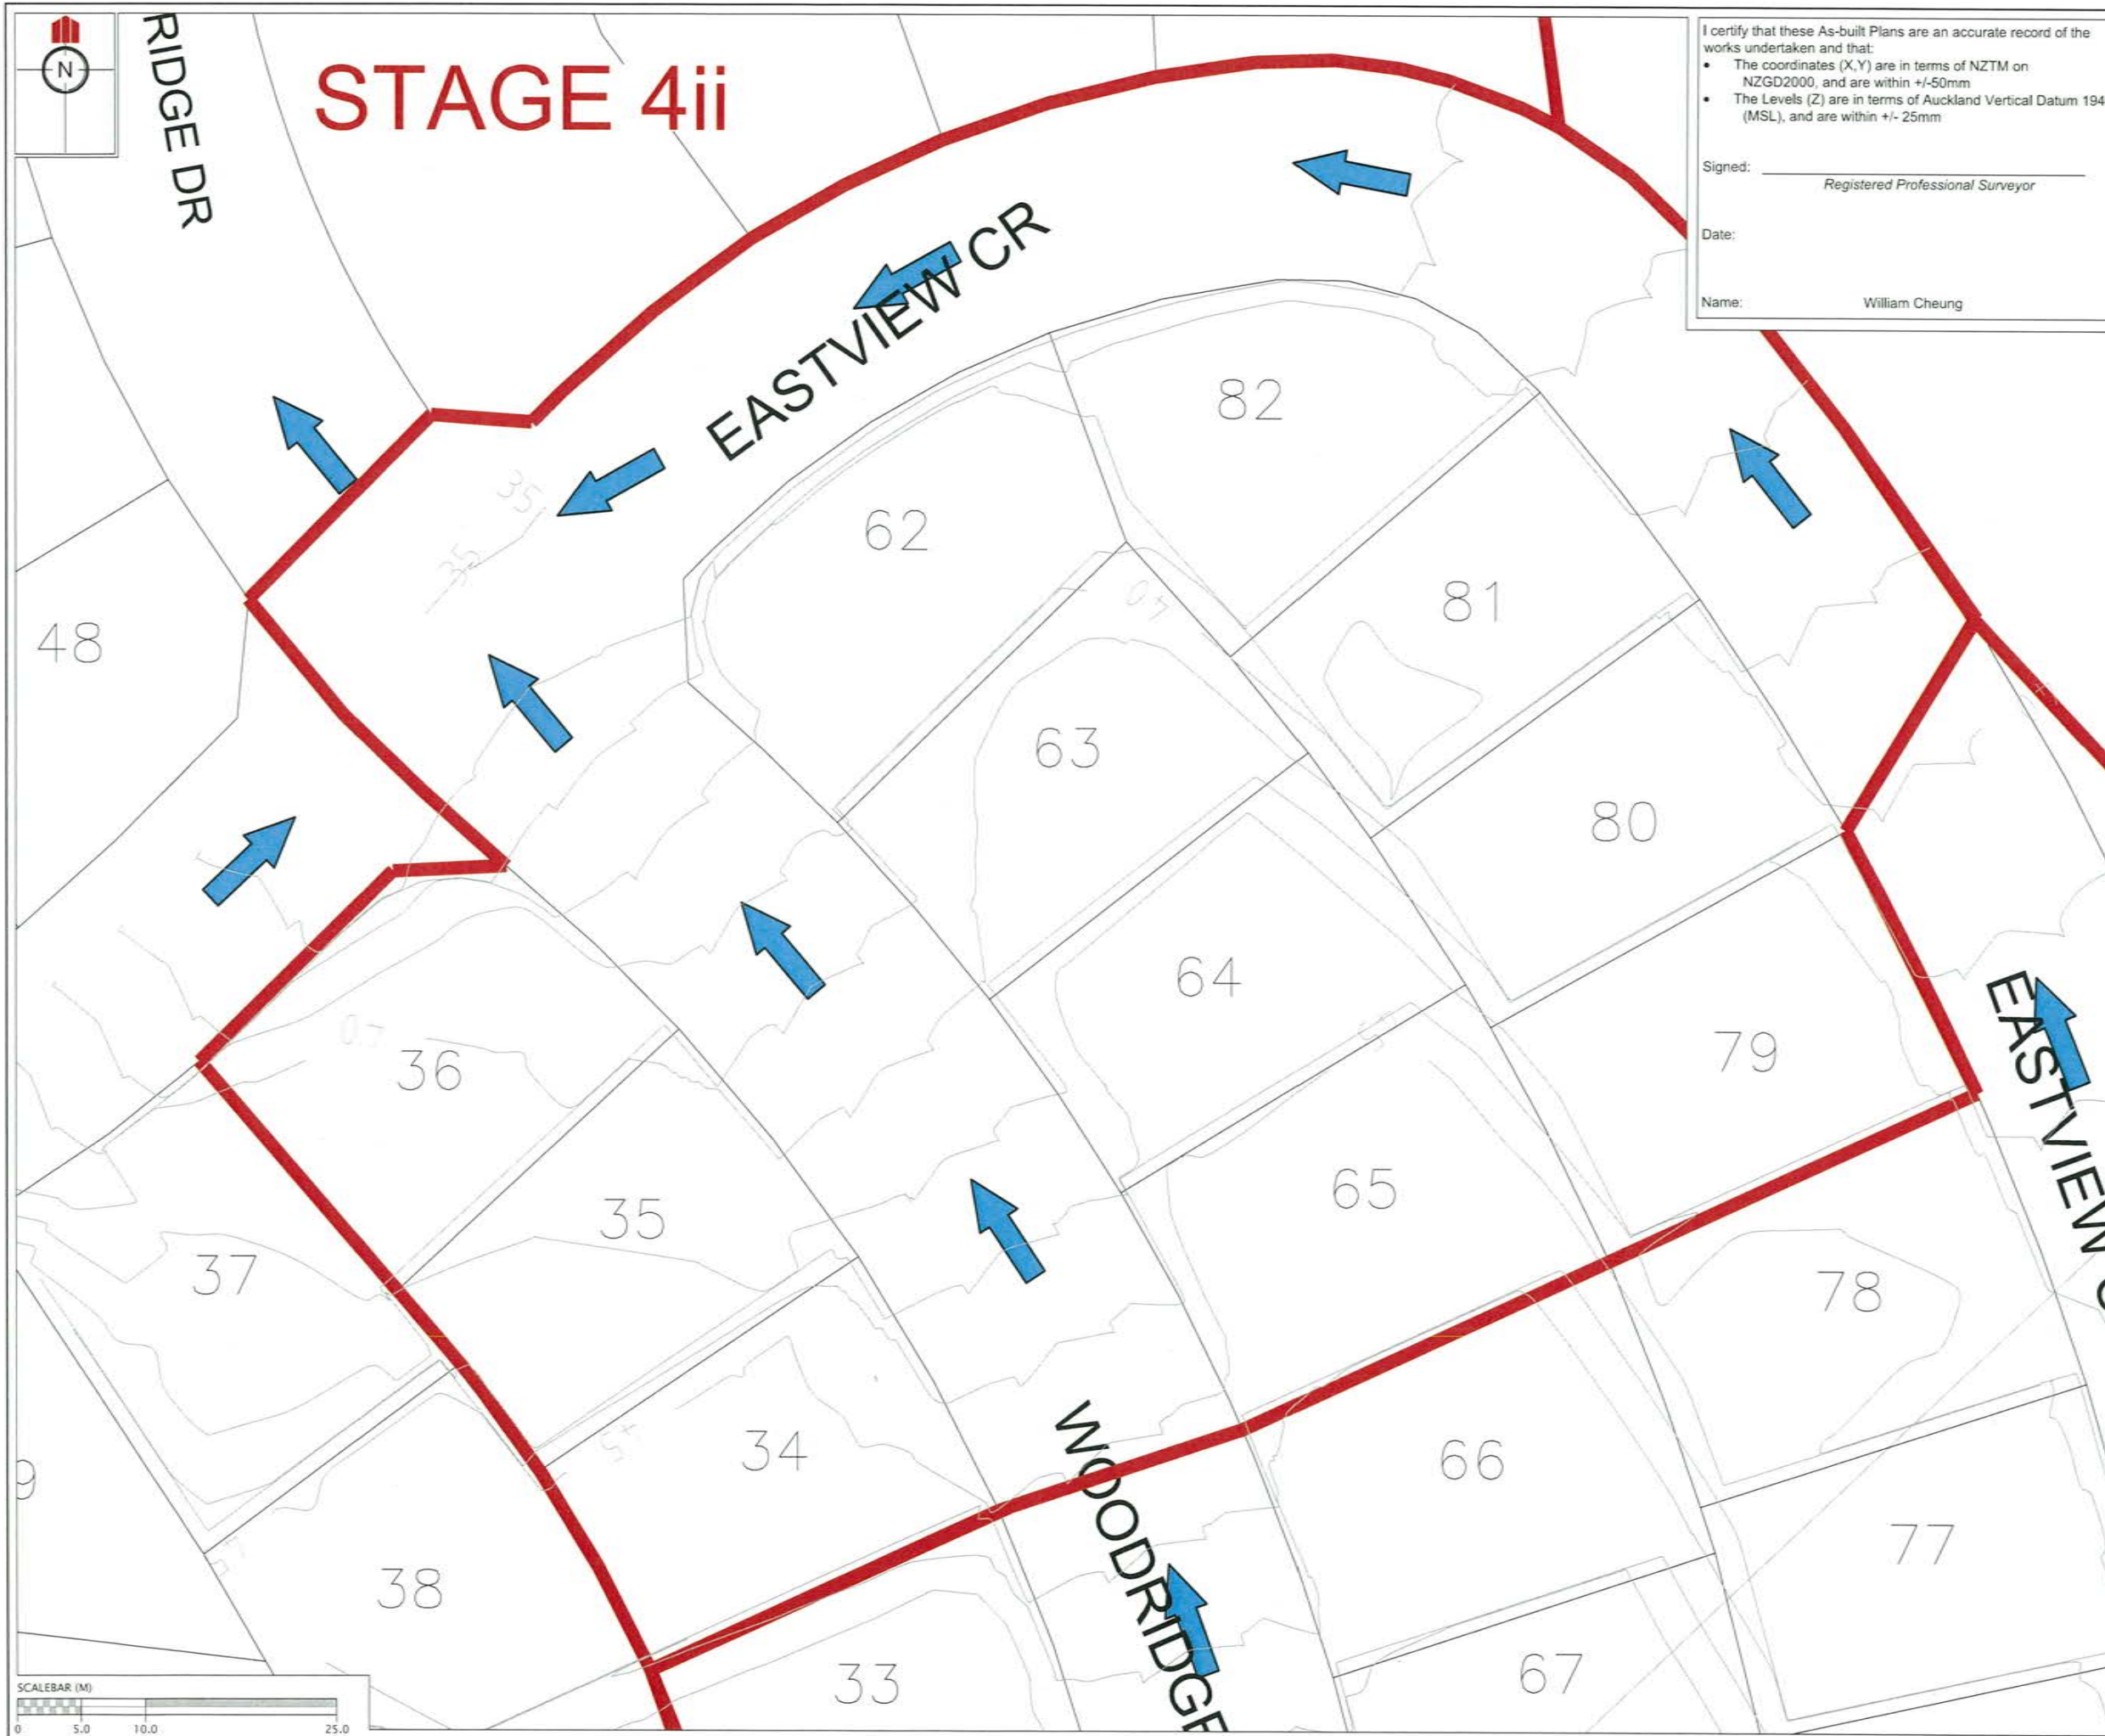 N
RIDGE DR
STAGE 4ii
I certify that these As-built Plans are an accurate record of the
works undertaken and that:
• The coordinates (X,Y) are in terms of NZTM on
NZGD2000, and are within +/-50mm
• The Levels (Z) are in terms of Auckland Vertical Datum 194
(MSL), and are within +/- 25mm
Signed:
Registered Professional Surveyor
Date:
Name: William Cheung
EASTVIEW CR
82
35
62
35
81
48
63
80
64
36
79
EASTVIEW C
65
35
37
78
34
66
WOODRIDGE
77
38
67
33
SCALEBAR (M)
0 5.0 10.0 25.0